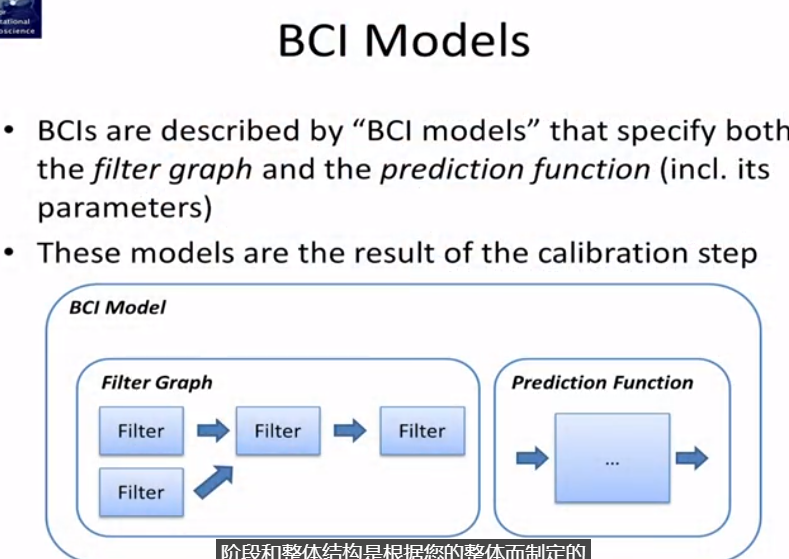 BCI Models
• BCIs are described by “BCI models” that specify both
the filter graph and the prediction function (incl. its
parameters)
• These models are the result of the calibration step
BCI Model
Filter Graph
Prediction Function
Filter
Filter
Filter
Filter
...
阶段和整体结构是根据您的整体而制定的